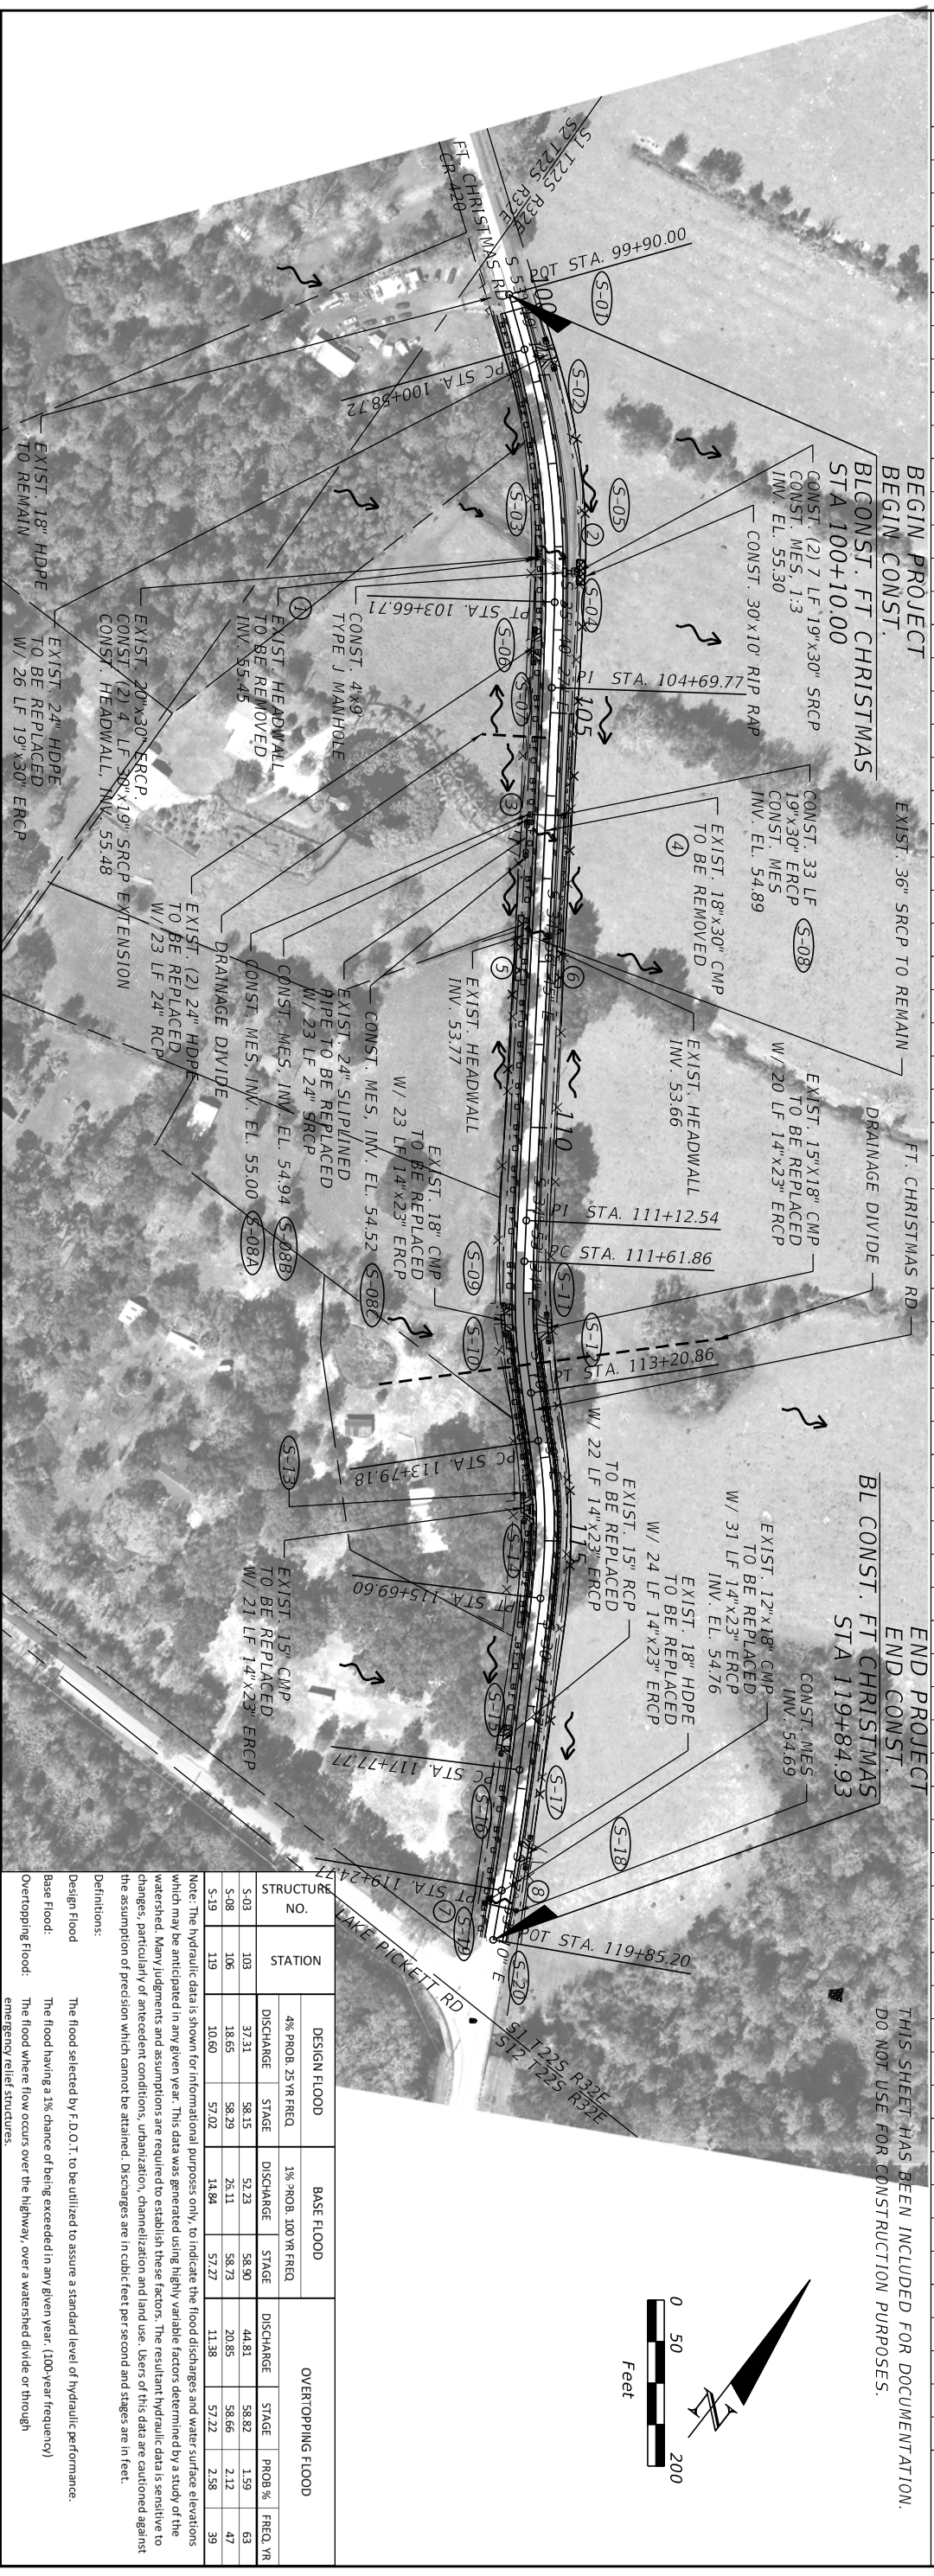 BEGIN PROJECT
BEGIN CONST.
BLCONST. FT CHRISTMAS
STA 100+10.00
END PROJECT
END CONST.
BL CONST. FT CHRISTMAS
STA 119+84.93
THIS SHEET HAS BEEN INCLUDED FOR DOCUMENTATION.
DO NOT USE FOR CONSTRUCTION PURPOSES.
0 50 200
Feet
N
S1 T22S R32E
S2 T22S R32E
FT. CHRISTMAS RD
CR 420
POT STA. 99+90.00
S-01
S-02
S-05
S-04
S-03
S-06
S-07
PC STA. 100+58.72
PT STA. 103+66.71
PI STA. 104+69.77
CONST. (2) 7 LF 19"x30" SRCP
CONST. MES, 1:3
INV. EL. 55.30
CONST. 30'x10' RIP RAP
EXIST. 36" SRCP TO REMAIN
CONST. 33 LF
19"x30" ERCP
CONST. MES
INV. EL. 54.89
S-08
EXIST. 18"x30" CMP
TO BE REMOVED
4
EXIST. HEADWALL
INV. 53.66
EXIST. 15"X18" CMP
TO BE REPLACED
W/ 20 LF 14"x23" ERCP
DRAINAGE DIVIDE
FT. CHRISTMAS RD
105
110
115
2
3
5
6
7
8
1
CONST. 4'x9'
TYPE J MANHOLE
EXIST. HEADWALL
TO BE REMOVED
INV. 55.45
EXIST. 20"x30" ERCP.
CONST. (2) 4 LF 30"x19" SRCP EXTENSION
CONST. HEADWALL, INV. 55.48
EXIST. 24" HDPE
TO BE REPLACED
W/ 26 LF 19"x30" ERCP
EXIST. 18" HDPE
TO REMAIN
EXIST. HEADWALL
INV. 53.77
CONST. MES, INV. EL. 54.52
S-08C
EXIST. 24" SLIPLINED
PIPE TO BE REPLACED
W/ 23 LF 24" SRCP
CONST. MES, INV. EL. 54.94
S-08B
CONST. MES, INV. EL. 55.00
S-08A
DRAINAGE DIVIDE
EXIST. (2) 24" HDPE
TO BE REPLACED
W/ 23 LF 24" RCP
EXIST. 18" CMP
TO BE REPLACED
W/ 23 LF 14"x23" ERCP
PI STA. 111+12.54
PC STA. 111+61.86
S-09
S-10
S-11
S-12
PT STA. 113+20.86
PC STA. 113+79.18
S-13
S-14
PT STA. 115+69.60
EXIST. 15" CMP
TO BE REPLACED
W/ 21 LF 14"x23" ERCP
EXIST. 15" RCP
TO BE REPLACED
W/ 22 LF 14"x23" ERCP
EXIST. 18" HDPE
TO BE REPLACED
W/ 24 LF 14"x23" ERCP
EXIST. 12"x18" CMP
TO BE REPLACED
W/ 31 LF 14"x23" ERCP
INV. EL. 54.76
CONST. MES
INV. 54.69
S-15
S-16
S-17
S-18
S-19
S-20
PC STA. 117+77.77
PT STA. 119+24.77
POT STA. 119+85.20
LAKE PICKETT RD
S1 T22S R32E
S12 T22S R32E
STRUCTURE NO. STATION DESIGN FLOOD BASE FLOOD OVERTOPPING FLOOD
4% PROB. 25 YR FREQ 1% PROB. 100 YR FREQ
DISCHARGE STAGE DISCHARGE STAGE DISCHARGE STAGE PROB % FREQ. YR
S-03 103 37.31 58.15 52.23 58.90 44.81 58.82 1.59 63
S-08 106 18.65 58.29 26.11 58.73 20.85 58.66 2.12 47
S-19 119 10.60 57.02 14.84 57.27 11.38 57.22 2.58 39
Note: The hydraulic data is shown for informational purposes only, to indicate the flood discharges and water surface elevations
which may be anticipated in any given year. This data was generated using highly variable factors determined by a study of the
watershed. Many judgments and assumptions are required to establish these factors. The resultant hydraulic data is sensitive to
changes, particularly of antecedent conditions, urbanization, channelization and land use. Users of this data are cautioned against
the assumption of precision which cannot be attained. Discharges are in cubic feet per second and stages are in feet.
Definitions:
Design Flood The flood selected by F.D.O.T. to be utilized to assure a standard level of hydraulic performance.
Base Flood: The flood having a 1% chance of being exceeded in any given year. (100-year frequency)
Overtopping Flood: The flood where flow occurs over the highway, over a watershed divide or through
emergency relief structures.